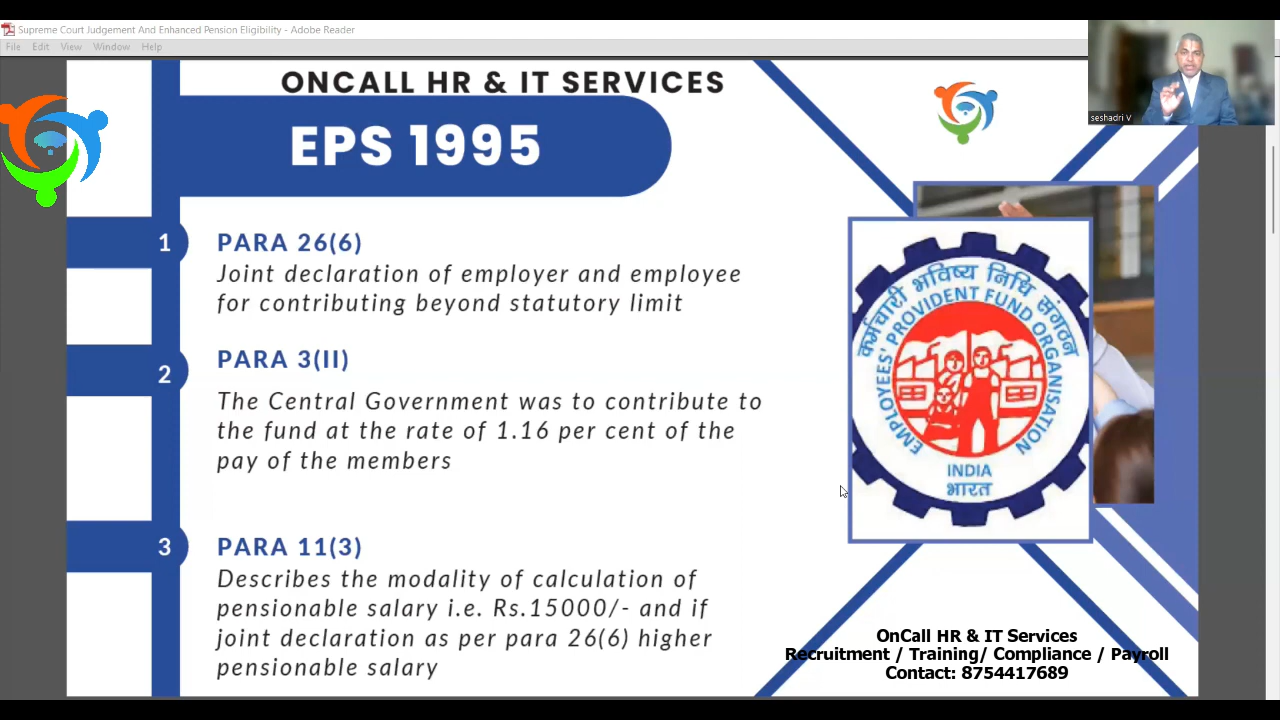 Supreme Court Judgement And Enhanced Pension Eligibility - Adobe Reader
File Edit View Window Help
ONCALL HR & IT SERVICES
EPS 1995
seshadri V
1
PARA 26(6)
Joint declaration of employer and employee
for contributing beyond statutory limit
2
PARA 3(II)
The Central Government was to contribute to
the fund at the rate of 1.16 per cent of the
pay of the members
3
PARA 11(3)
Describes the modality of calculation of
pensionable salary i.e. Rs.15000/- and if
joint declaration as per para 26(6) higher
pensionable salary
कर्मचारी भविष्य निधि संगठन
EMPLOYEES' PROVIDENT FUND ORGANISATION
INDIA
भारत
OnCall HR & IT Services
Recruitment / Training/ Compliance / Payroll
Contact: 8754417689